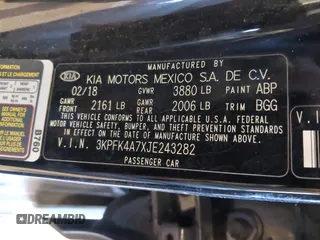 MANUFACTURED BY
KIA KIA MOTORS MEXICO S.A. DE C.V.
02/18 GVWR 3880 LB PAINT ABP
GAWR FRONT 2161 LB GAWR REAR 2006 LB TRIM BGG
THIS VEHICLE CONFORMS TO ALL APPLICABLE U.S. FEDERAL
MOTOR VEHICLE SAFETY, BUMPER, AND THEFT PREVENTION
STANDARDS IN EFFECT ON THE DATE OF MANUFACTURE
SHOWN ABOVE.
V.I.N. 3KPFK4A7XJE243282
PASSENGER CAR
B760
V.I
DREAMBID